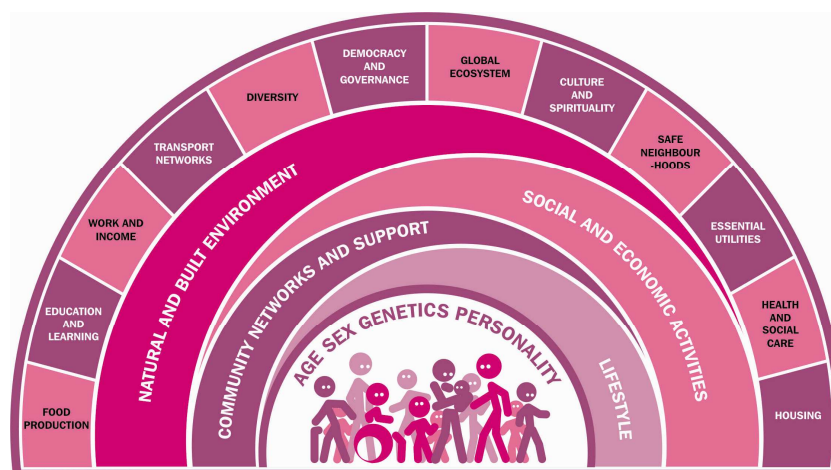 FOOD
PRODUCTION
EDUCATION
AND
LEARNING
WORK AND
INCOME
TRANSPORT
NETWORKS
DIVERSITY
DEMOCRACY
AND
GOVERNANCE
GLOBAL
ECOSYSTEM
CULTURE
AND
SPIRITUALITY
SAFE
NEIGHBOUR
-HOODS
ESSENTIAL
UTILITIES
HEALTH
AND
SOCIAL
CARE
HOUSING
NATURAL AND BUILT ENVIRONMENT
SOCIAL AND ECONOMIC ACTIVITIES
COMMUNITY NETWORKS AND SUPPORT
LIFESTYLE
AGE SEX GENETICS PERSONALITY